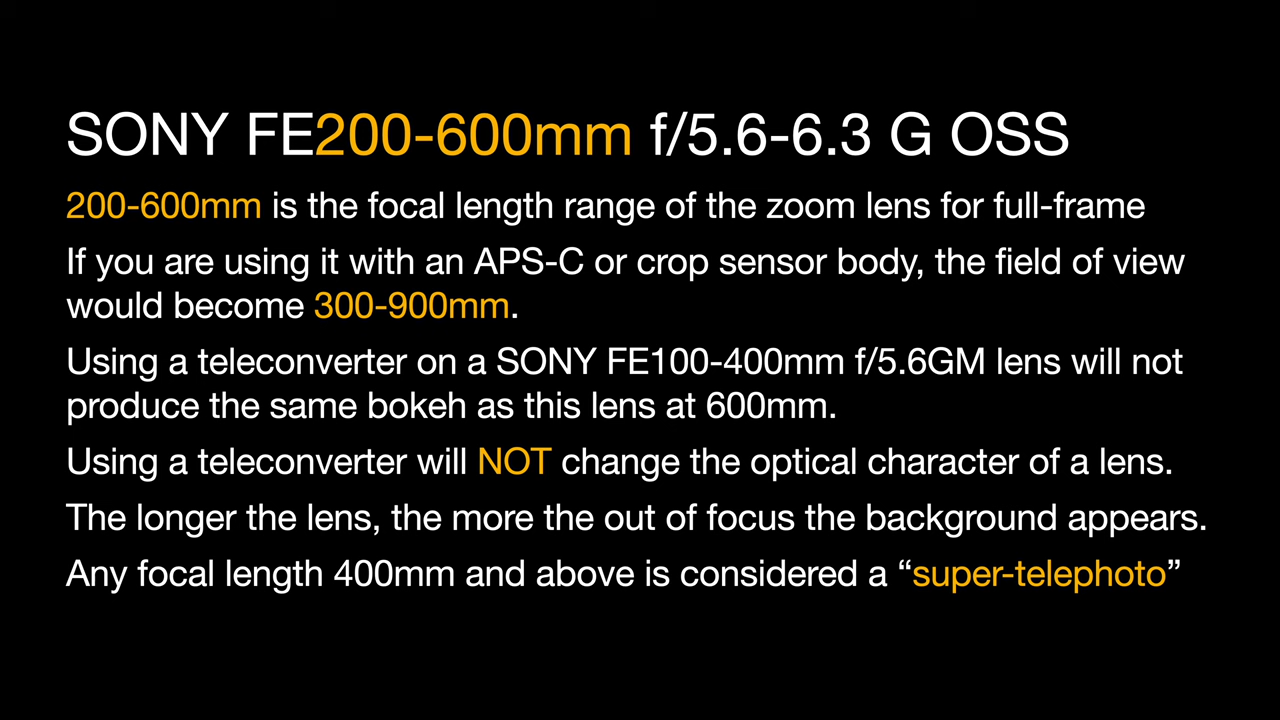 SONY FE200-600mm f/5.6-6.3 G OSS
200-600mm is the focal length range of the zoom lens for full-frame
If you are using it with an APS-C or crop sensor body, the field of view
would become 300-900mm.
Using a teleconverter on a SONY FE100-400mm f/5.6GM lens will not
produce the same bokeh as this lens at 600mm.
Using a teleconverter will NOT change the optical character of a lens.
The longer the lens, the more the out of focus the background appears.
Any focal length 400mm and above is considered a “super-telephoto”